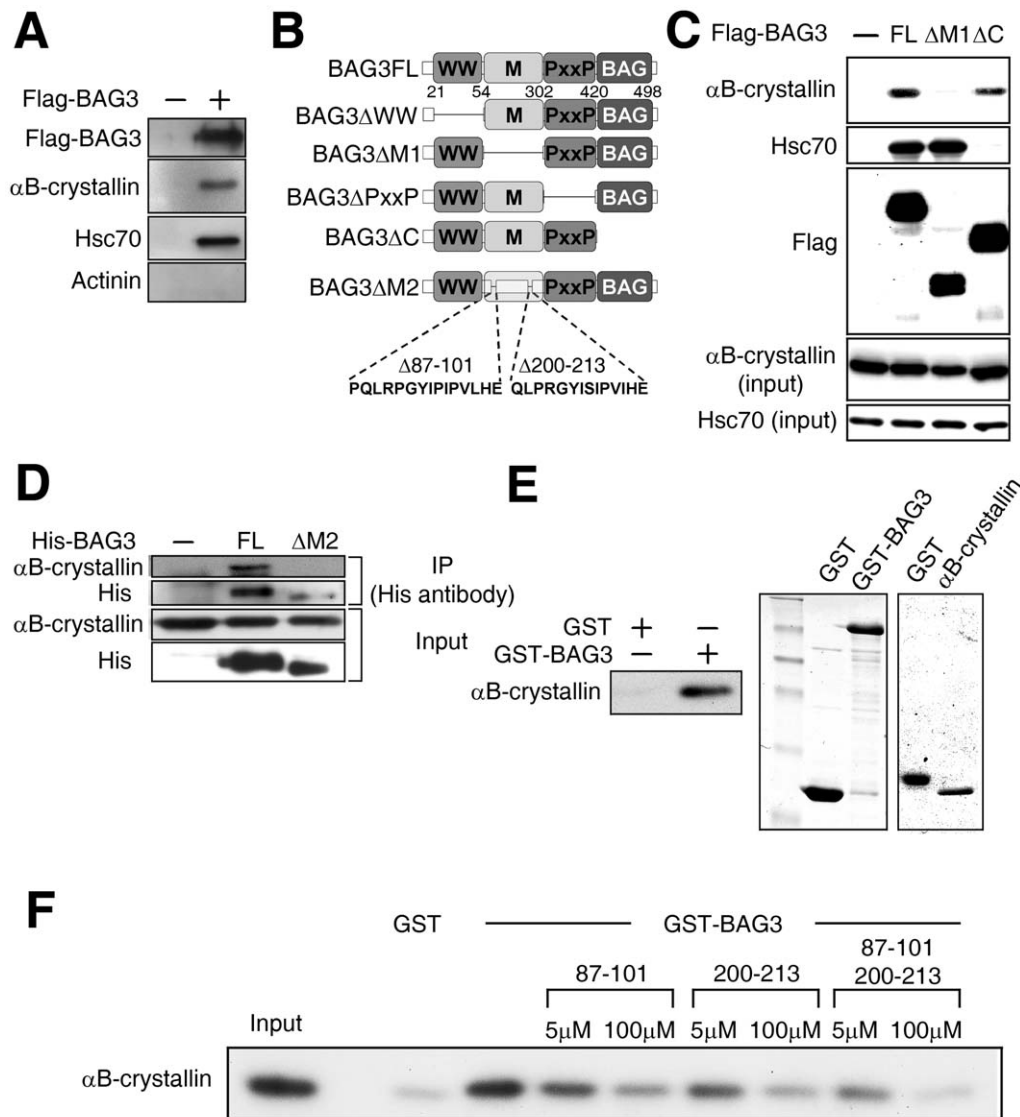 A
Flag-BAG3 — +
Flag-BAG3
αB-crystallin
Hsc70
Actinin
B
BAG3FL WW M PxxP BAG
21 54 302 420 498
BAG3ΔWW M PxxP BAG
BAG3ΔM1 WW PxxP BAG
BAG3ΔPxxP WW M BAG
BAG3ΔC WW M PxxP
BAG3ΔM2 WW PxxP BAG
Δ87-101 Δ200-213
PQLRPGYIPIPVLHE QLPRGYISIPVIHE
C
Flag-BAG3 — FL ΔM1 ΔC
αB-crystallin
Hsc70
Flag
αB-crystallin
(input)
Hsc70 (input)
D
His-BAG3 — FL ΔM2
αB-crystallin
His
IP
(His antibody)
αB-crystallin
His
Input
E
GST + —
GST-BAG3 — +
αB-crystallin
GST
GST-BAG3
GST
αB-crystallin
F
GST GST-BAG3
87-101 200-213 87-101
200-213
Input 5μM 100μM 5μM 100μM 5μM 100μM
αB-crystallin